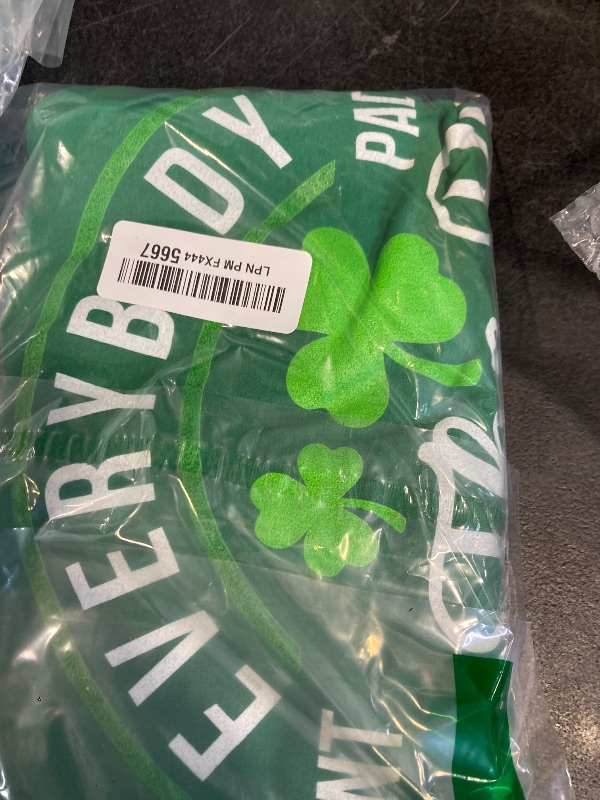 EVERYBODY
LPN PM FX444 5667
PAD
NT